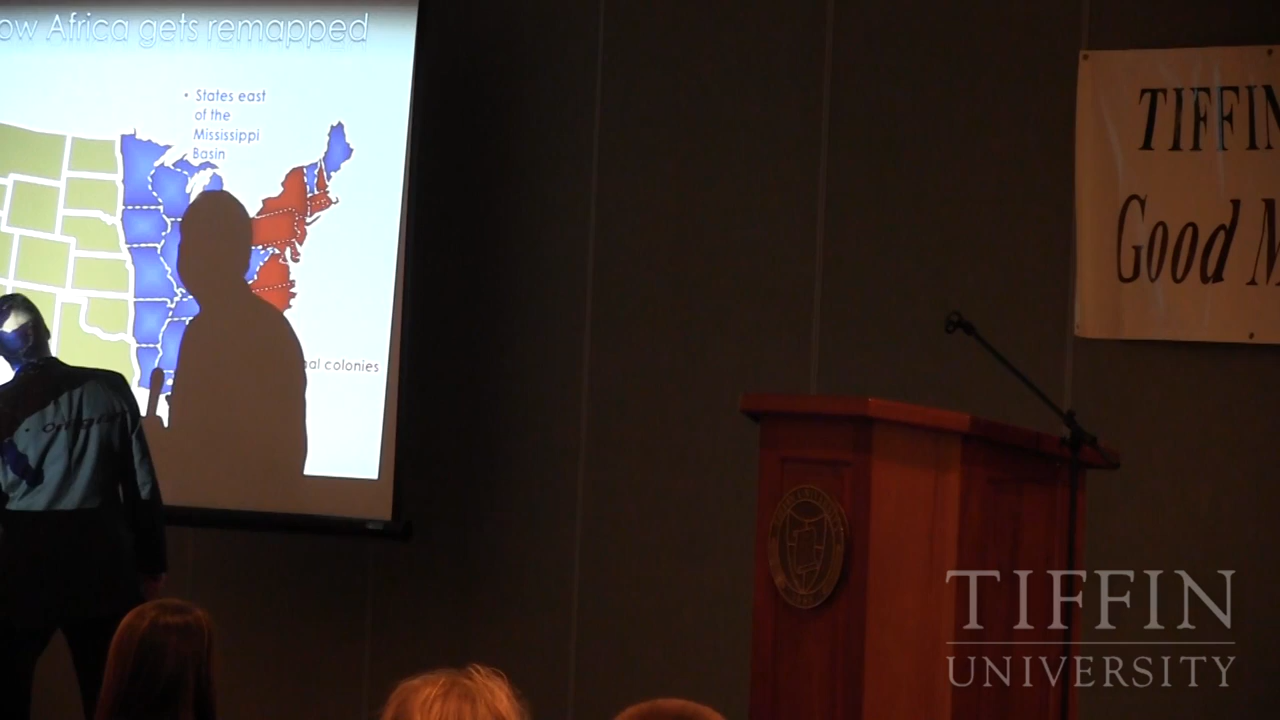 ow Africa gets remapped
• States east
of the
Mississippi
Basin
al colonies
TIFFIN
Good M
TIFFIN
UNIVERSITY